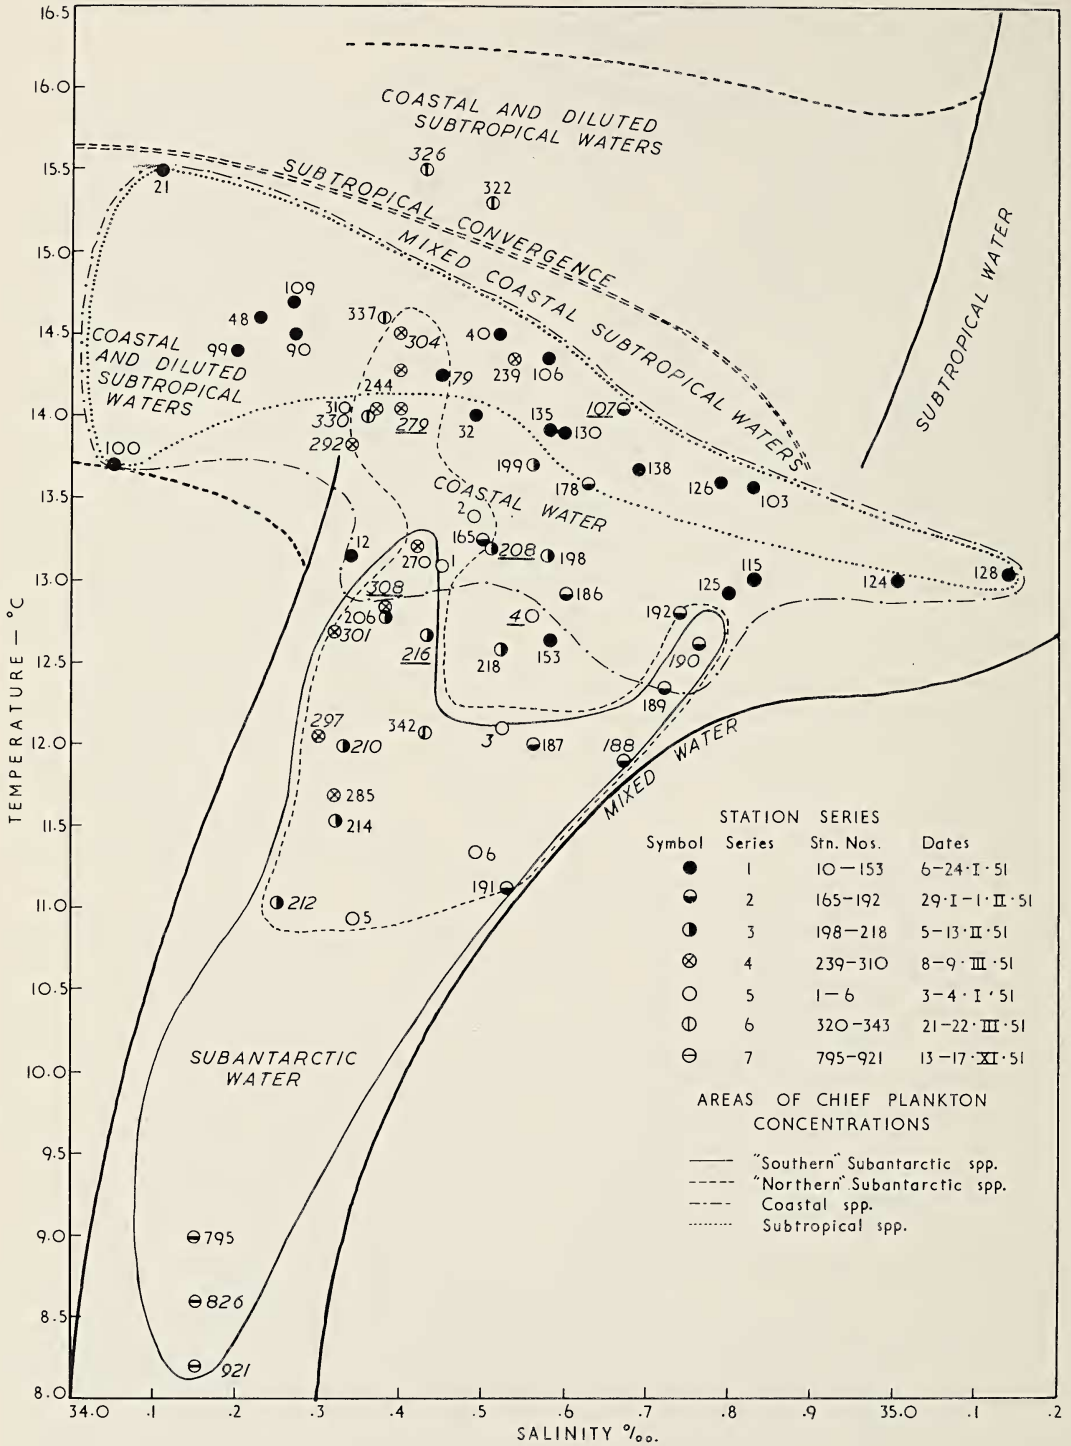 16.5
16.0
15.5
15.0
14.5
14.0
13.5
13.0
12.5
12.0
11.5
11.0
10.5
10.0
9.5
9.0
8.5
8.0
TEMPERATURE — °C
34.0 .1 .2 .3 .4 .5 .6 .7 .8 .9 35.0 .1 .2
SALINITY °/oo.
COASTAL AND DILUTED
SUBTROPICAL WATERS
326
322
21
SUBTROPICAL CONVERGENCE
MIXED COASTAL SUBTROPICAL WATERS
SUBTROPICAL WATER
109
48
99
90
337
304
40
COASTAL
AND DILUTED
SUBTROPICAL
WATERS
244
79
239
106
310
330
279
32
135
130
107
292
100
199
178
138
126
103
COASTAL WATER
2
165
208
198
12
270
1
186
115
125
124
128
308
206
4
192
301
216
218
153
190
189
297
210
342
3
187
188
MIXED WATER
285
214
6
191
212
5
SUBANTARCTIC
WATER
795
826
921
STATION SERIES
Symbol Series Stn. Nos. Dates
1 10—153 6-24·I·51
2 165-192 29·I-1·II·51
3 198-218 5-13·II·51
4 239-310 8-9·III·51
5 1-6 3-4·I·51
6 320-343 21-22·III·51
7 795-921 13-17·XI·51
AREAS OF CHIEF PLANKTON
CONCENTRATIONS
"Southern" Subantarctic spp.
"Northern" Subantarctic spp.
Coastal spp.
Subtropical spp.